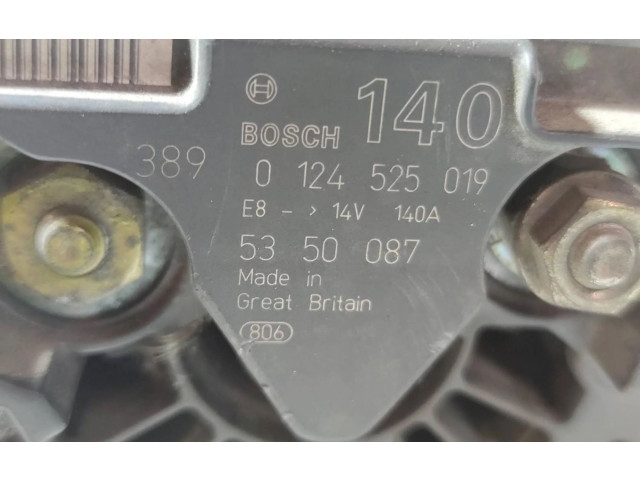 140
BOSCH
389
0 124 525 019
E8 - > 14V 140A
53 50 087
Made in
Great Britain
806